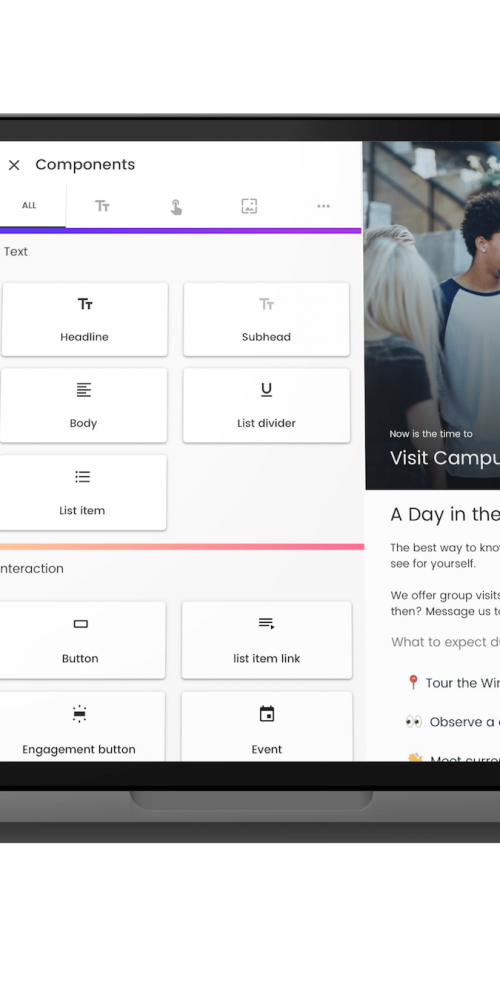 Components
ALL
Text
Headline
Subhead
Body
List divider
List item
nteraction
Button
list item link
Engagement button
Event
Now is the time to
Visit Campu
A Day in the
The best way to kno
see for yourself.
We offer group visits
then? Message us to
What to expect d
Tour the Wi
Observe a
Meet curre